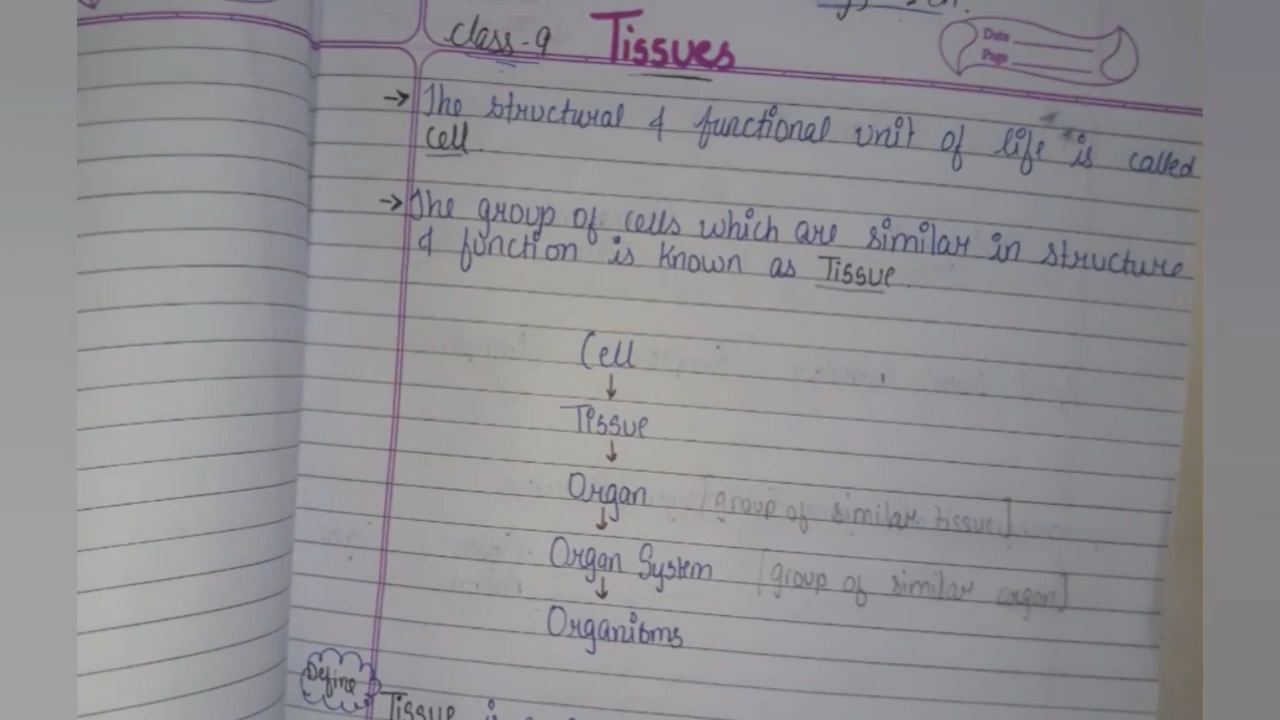 Class-9 Tissues
Date
Page
→ The structural & functional unit of life is called
cell
→ The group of cells which are similar in structure
& function is known as Tissue.
Cell
↓
Tissue
↓
Organ [group of similar tissue]
↓
Organ System [group of similar organ]
↓
Organisms
Define
Tissue